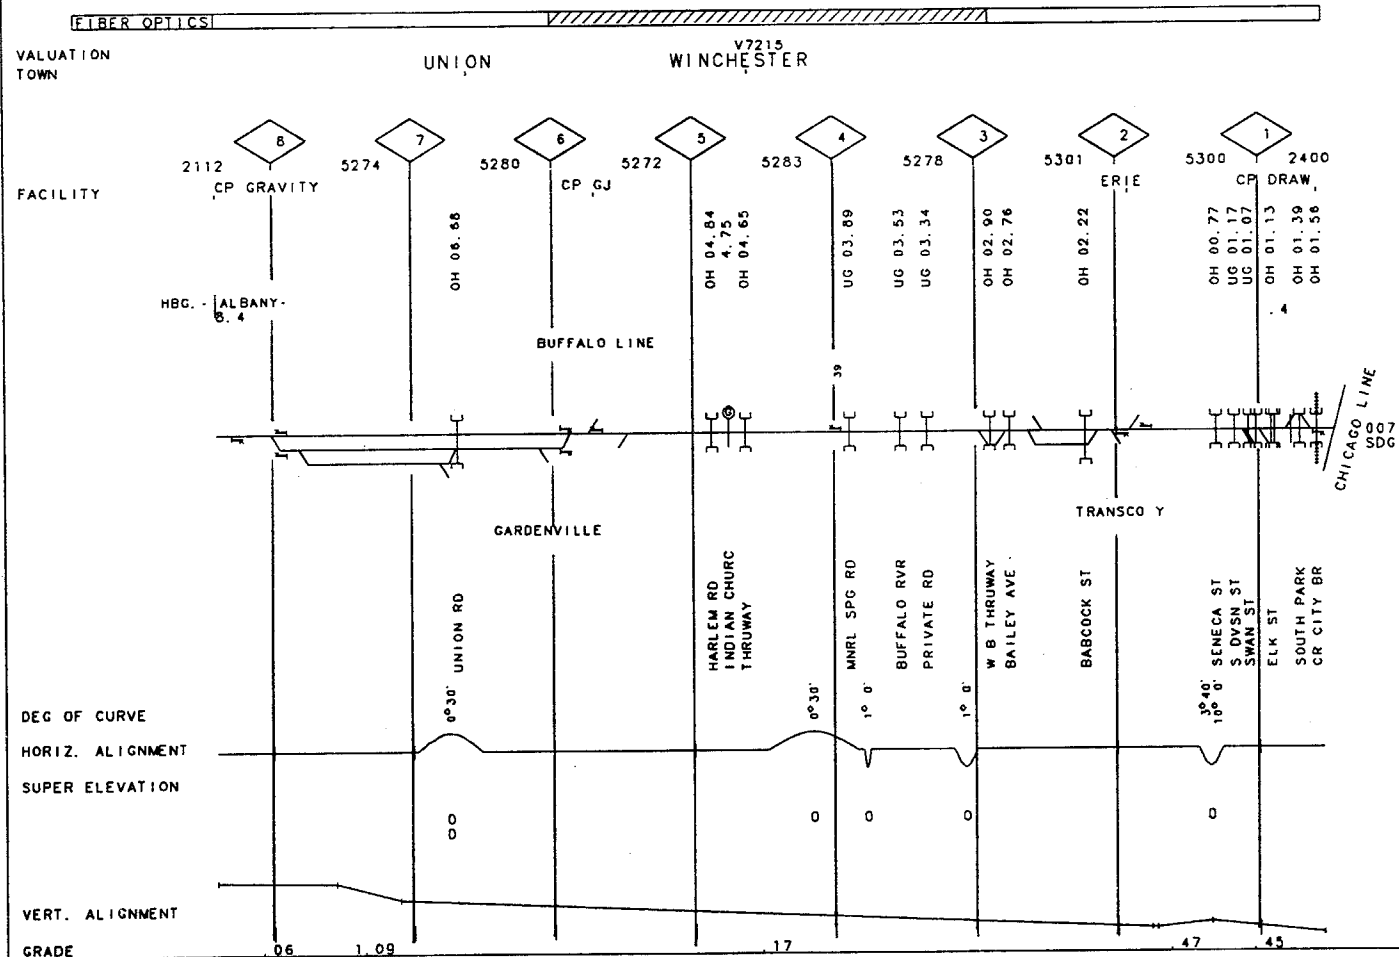 FIBER OPTICS
VALUATION
V7215
TOWN
UNION
WINCHESTER
8 7 6 5 4 3 2 1
2112 5274 5280 5272 5283 5278 5301 5300 2400
FACILITY
CP GRAVITY
CP GJ
ERIE
CP DRAW
OH 06.68
OH 04.84
4.75
OH 04.65
UG 03.89
UG 03.53
UG 03.34
OH 02.90
OH 02.76
OH 02.22
OH 00.77
UG 01.17
UG 01.07
OH 01.13
OH 01.39
OH 01.58
HBG. - ALBANY-
8.4
.4
BUFFALO LINE
39
G
CHICAGO LINE
007
SDG
GARDENVILLE
TRANSCO Y
UNION RD
HARLEM RD
INDIAN CHURC
THRUWAY
MNRL SPG RD
BUFFALO RVR
PRIVATE RD
W B THRUWAY
BAILEY AVE
BABCOCK ST
SENECA ST
S DVSN ST
SWAN ST
ELK ST
SOUTH PARK
CR CITY BR
DEG OF CURVE
0°30'
0°30'
1° 0'
1° 0'
3°40'
10° 0'
HORIZ. ALIGNMENT
SUPER ELEVATION
0
0
0 0 0 0
VERT. ALIGNMENT
GRADE
.06 1.09 .17 .47 .45